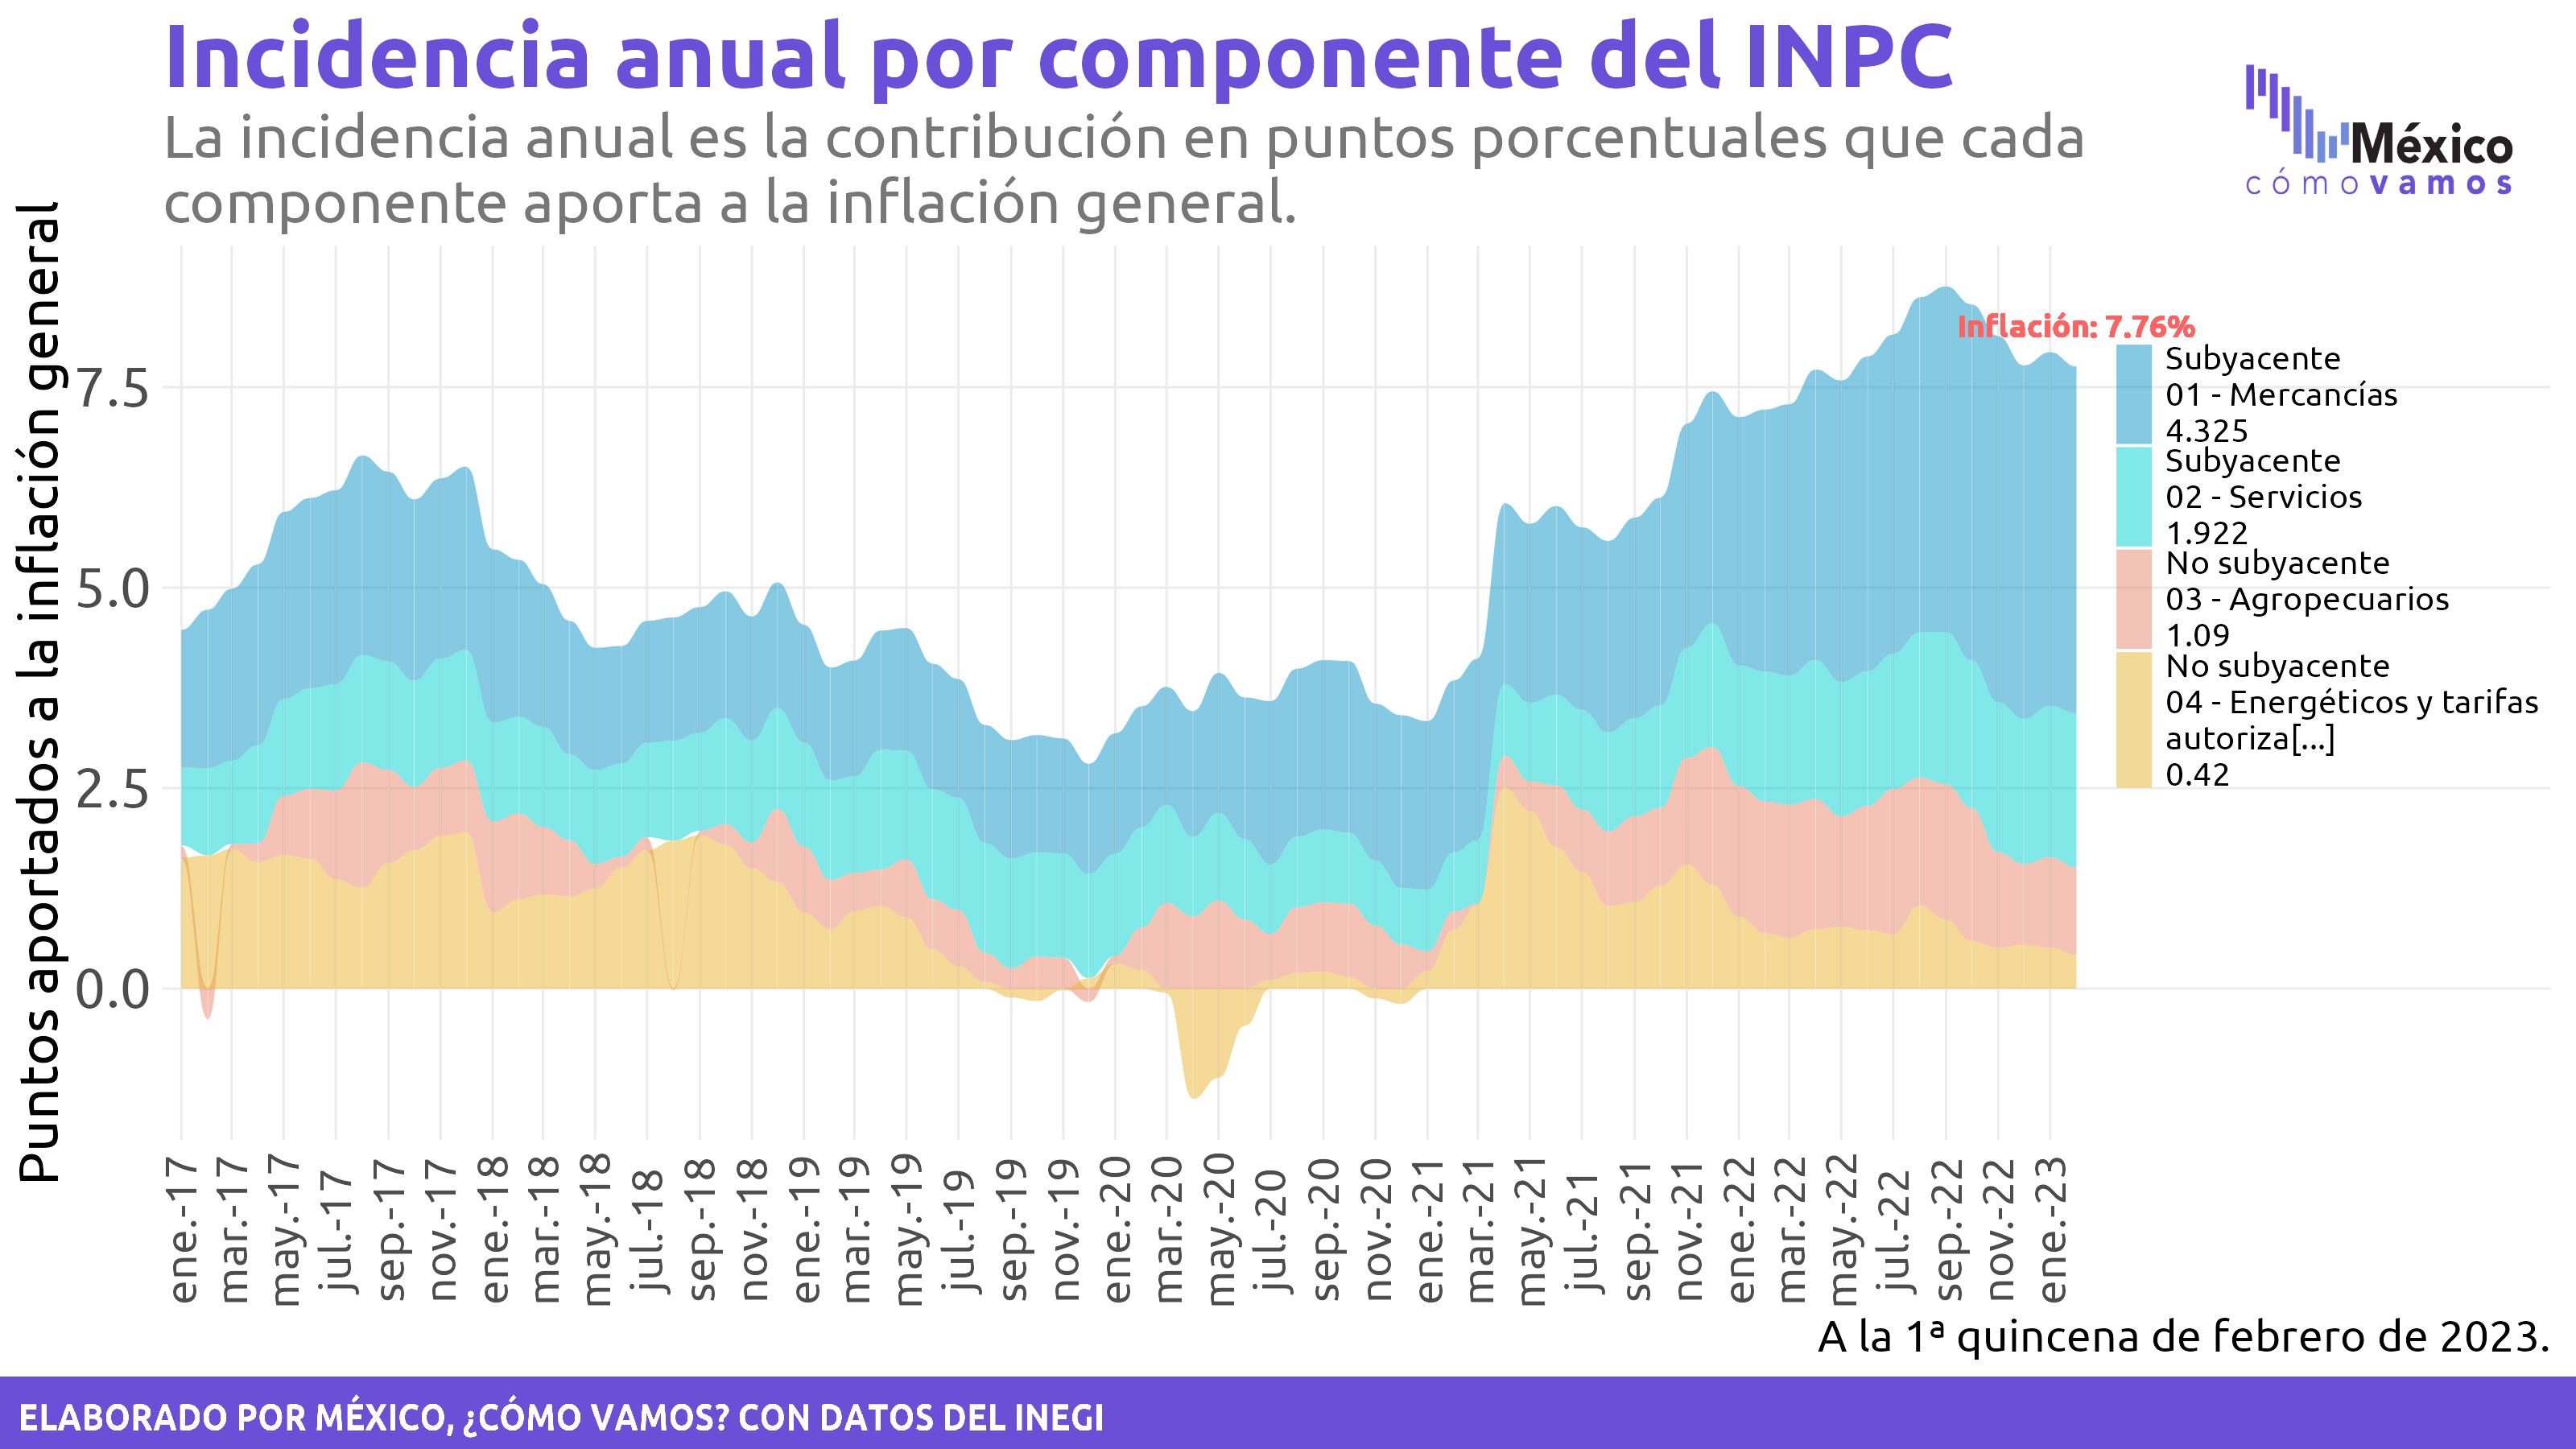 Incidencia anual por componente del INPC
La incidencia anual es la contribución en puntos porcentuales que cada
componente aporta a la inflación general.
México
cómovamos
Puntos aportados a la inflación general
7.5
5.0
2.5
0.0
Inflación: 7.76%
Subyacente
01 - Mercancías
4.325
Subyacente
02 - Servicios
1.922
No subyacente
03 - Agropecuarios
1.09
No subyacente
04 - Energéticos y tarifas
autoriza[...]
0.42
ene.-17
mar.-17
may.-17
jul.-17
sep.-17
nov.-17
ene.-18
mar.-18
may.-18
jul.-18
sep.-18
nov.-18
ene.-19
mar.-19
may.-19
jul.-19
sep.-19
nov.-19
ene.-20
mar.-20
may.-20
jul.-20
sep.-20
nov.-20
ene.-21
mar.-21
may.-21
jul.-21
sep.-21
nov.-21
ene.-22
mar.-22
may.-22
jul.-22
sep.-22
nov.-22
ene.-23
A la 1ª quincena de febrero de 2023.
ELABORADO POR MÉXICO, ¿CÓMO VAMOS? CON DATOS DEL INEGI